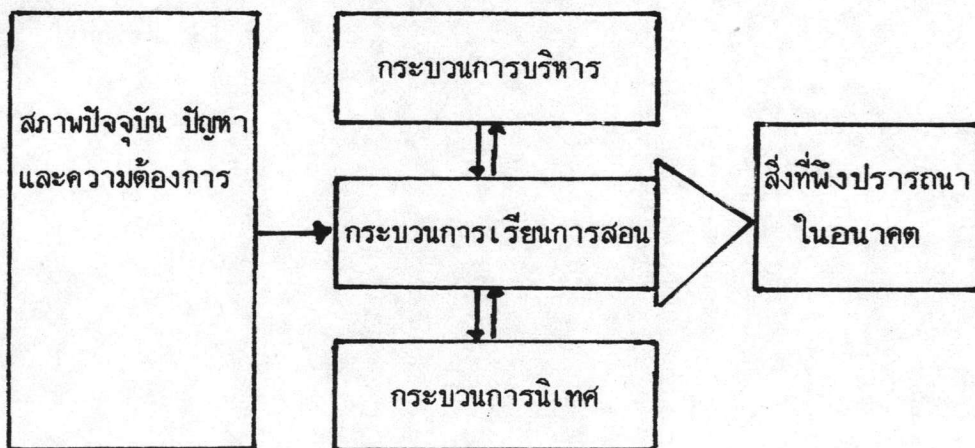 สภาพปัจจุบัน ปัญหา
และความต้องการ
กระบวนการบริหาร
กระบวนการเรียนการสอน
กระบวนการนิเทศ
สิ่งที่พึงปรารถนา
ในอนาคต